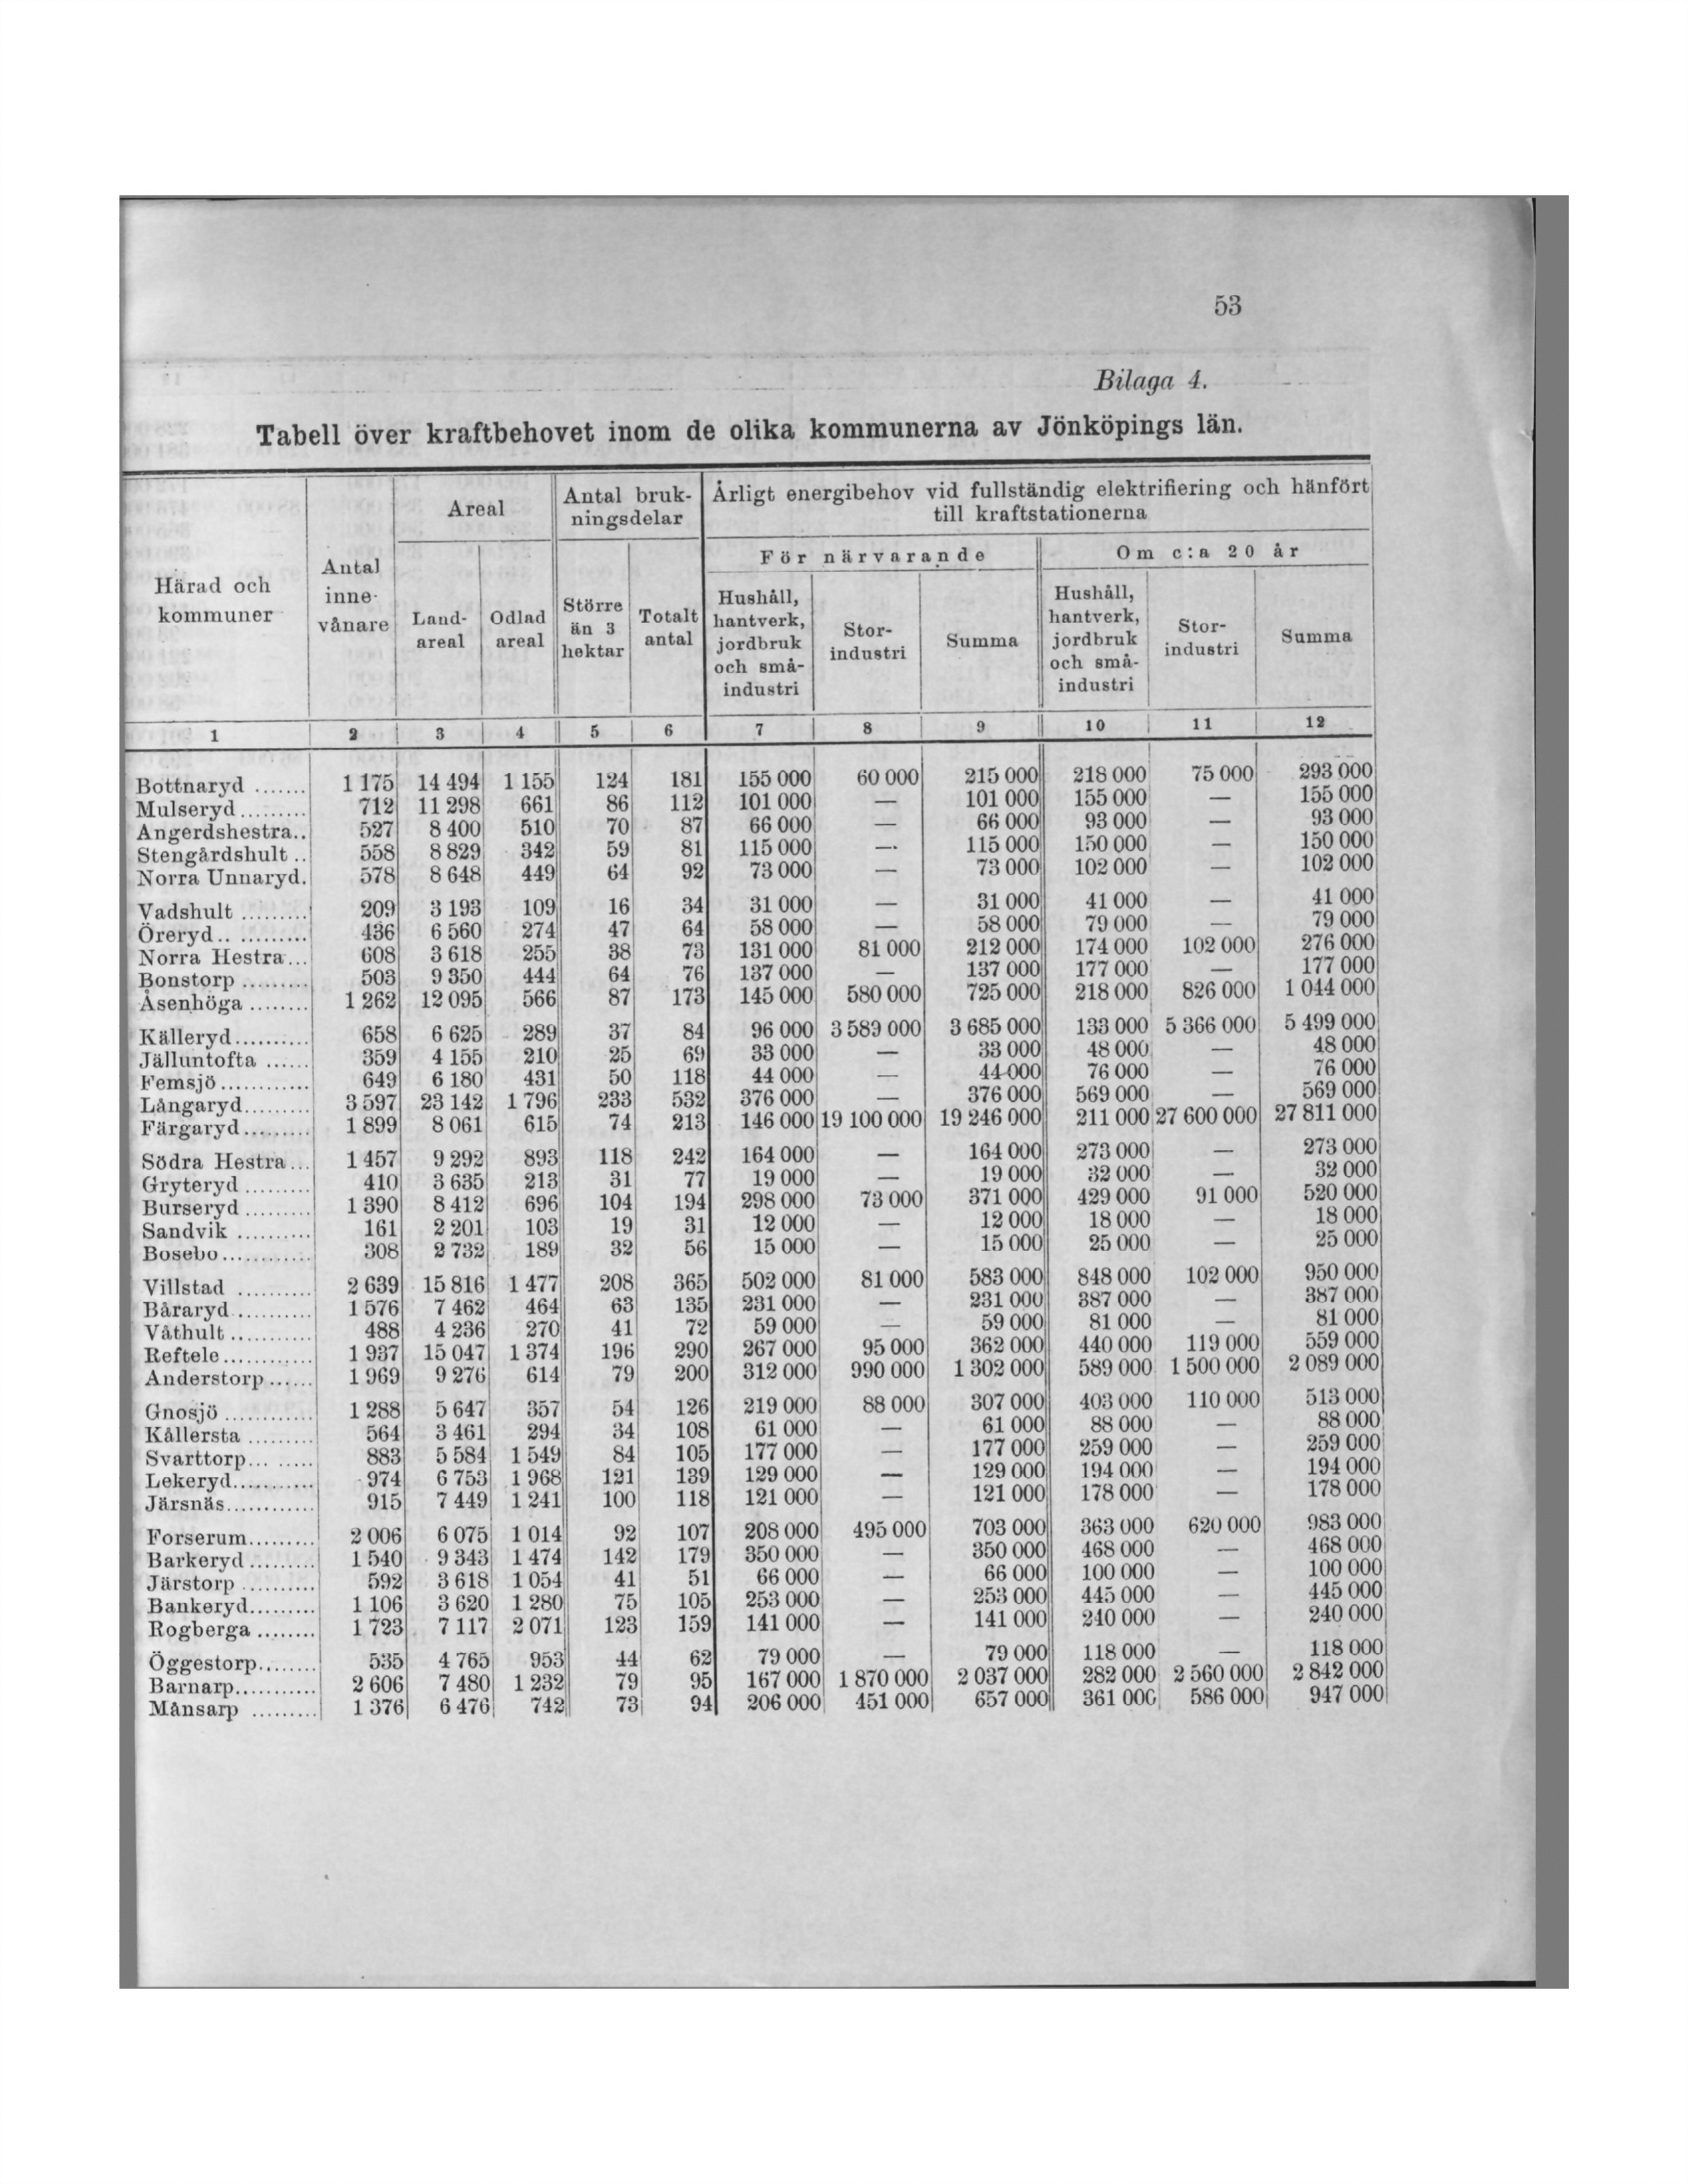 53
Bilaga 4.
Tabell över kraftbehovet inom de olika kommunerna av Jönköpings län.
Härad och kommuner
Antal inne-vånare
Areal
Land-areal
Odlad areal
Antal bruk-ningsdelar
Större än 3 hektar
Totalt antal
Årligt energibehov vid fullständig elektrifiering och hänfört till kraftstationerna
För närvarande
Hushåll, hantverk, jordbruk och små-industri
Stor-industri
Summa
Om c:a 20 år
Hushåll, hantverk, jordbruk och små-industri
Stor-industri
Summa
1 2 3 4 5 6 7 8 9 10 11 12
Bottnaryd ....... 1 175 14 494 1 155 124 181 155 000 60 000 215 000 218 000 75 000 293 000
Mulseryd ......... 712 11 298 661 86 112 101 000 — 101 000 155 000 — 155 000
Angerdshestra.. 527 8 400 510 70 87 66 000 — 66 000 93 000 — 93 000
Stengårdshult .. 558 8 829 342 59 81 115 000 — 115 000 150 000 — 150 000
Norra Unnaryd. 578 8 648 449 64 92 73 000 — 73 000 102 000 — 102 000
Vadshult ......... 209 3 193 109 16 34 31 000 — 31 000 41 000 — 41 000
Öreryd.. .......... 436 6 560 274 47 64 58 000 — 58 000 79 000 — 79 000
Norra Hestra... 608 3 618 255 38 73 131 000 81 000 212 000 174 000 102 000 276 000
Bonstorp ......... 503 9 350 444 64 76 137 000 — 137 000 177 000 — 177 000
Åsenhöga ........ 1 262 12 095 566 87 173 145 000 580 000 725 000 218 000 826 000 1 044 000
Källeryd.......... 658 6 625 289 37 84 96 000 3 589 000 3 685 000 133 000 5 366 000 5 499 000
Jälluntofta ...... 359 4 155 210 25 69 33 000 — 33 000 48 000 — 48 000
Femsjö............ 649 6 180 431 50 118 44 000 — 44 000 76 000 — 76 000
Långaryd......... 3 597 23 142 1 796 233 532 376 000 — 376 000 569 000 — 569 000
Färgaryd......... 1 899 8 061 615 74 213 146 000 19 100 000 19 246 000 211 000 27 600 000 27 811 000
Södra Hestra... 1 457 9 292 893 118 242 164 000 — 164 000 273 000 — 273 000
Gryteryd ......... 410 3 635 213 31 77 19 000 — 19 000 32 000 — 32 000
Burseryd ......... 1 390 8 412 696 104 194 298 000 73 000 371 000 429 000 91 000 520 000
Sandvik .......... 161 2 201 103 19 31 12 000 — 12 000 18 000 — 18 000
Bosebo............ 308 2 732 189 32 56 15 000 — 15 000 25 000 — 25 000
Villstad .......... 2 639 15 816 1 477 208 365 502 000 81 000 583 000 848 000 102 000 950 000
Båraryd........... 1 576 7 462 464 63 135 231 000 — 231 000 387 000 — 387 000
Våthult ........... 488 4 236 270 41 72 59 000 — 59 000 81 000 — 81 000
Reftele............ 1 937 15 047 1 374 196 290 267 000 95 000 362 000 440 000 119 000 559 000
Anderstorp ...... 1 969 9 276 614 79 200 312 000 990 000 1 302 000 589 000 1 500 000 2 089 000
Gnosjö ............ 1 288 5 647 357 54 126 219 000 88 000 307 000 403 000 110 000 513 000
Kållersta ......... 564 3 461 294 34 108 61 000 — 61 000 88 000 — 88 000
Svarttorp... ..... 883 5 584 1 549 84 105 177 000 — 177 000 259 000 — 259 000
Lekeryd........... 974 6 753 1 968 121 139 129 000 — 129 000 194 000 — 194 000
Järsnäs............ 915 7 449 1 241 100 118 121 000 — 121 000 178 000 — 178 000
Forserum......... 2 006 6 075 1 014 92 107 208 000 495 000 703 000 363 000 620 000 983 000
Barkeryd ......... 1 540 9 343 1 474 142 179 350 000 — 350 000 468 000 — 468 000
Järstorp .......... 592 3 618 1 054 41 51 66 000 — 66 000 100 000 — 100 000
Bankeryd......... 1 106 3 620 1 280 75 105 253 000 — 253 000 445 000 — 445 000
Rogberga ........ 1 723 7 117 2 071 123 159 141 000 — 141 000 240 000 — 240 000
Öggestorp........ 535 4 765 953 44 62 79 000 — 79 000 118 000 — 118 000
Barnarp........... 2 606 7 480 1 232 79 95 167 000 1 870 000 2 037 000 282 000 2 560 000 2 842 000
Månsarp ......... 1 376 6 476 742 73 94 206 000 451 000 657 000 361 000 586 000 947 000